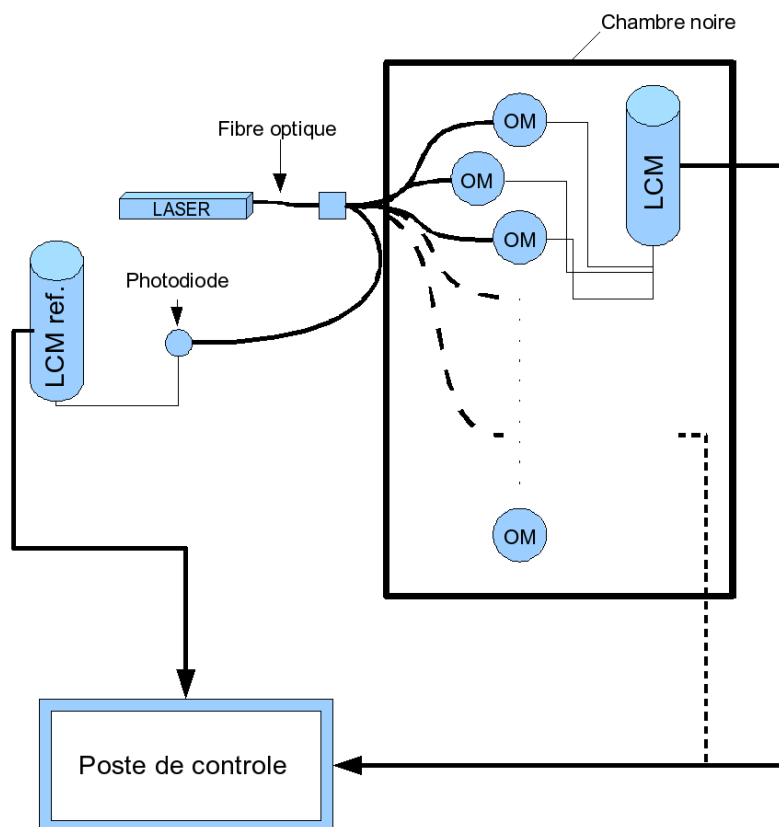 Chambre noire
OM
Fibre optique
OM
LCM
LASER
OM
Photodiode
LCM ref.
OM
Poste de controle